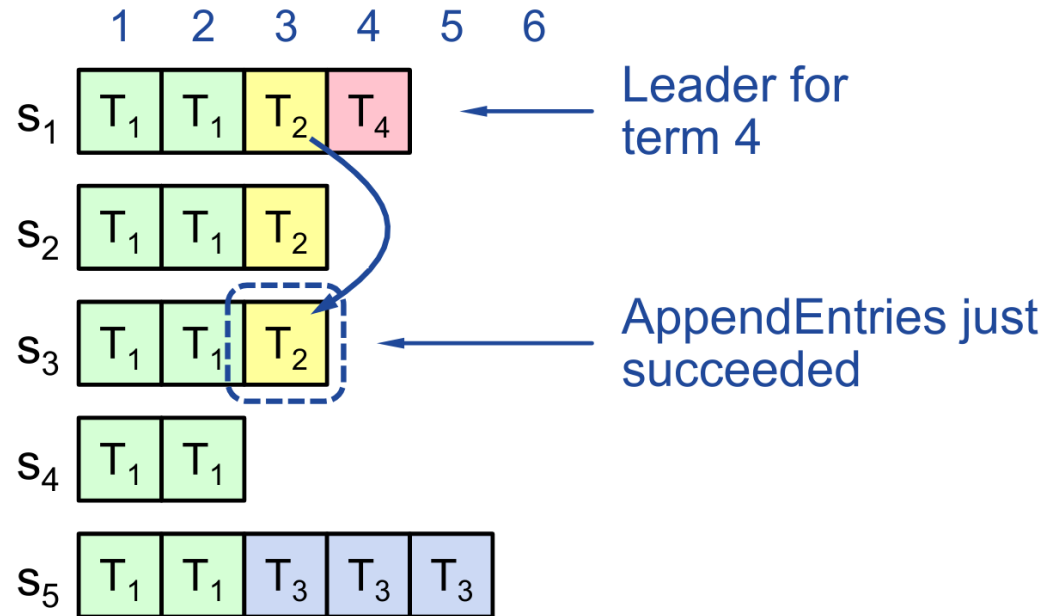 1 2 3 4 5 6
s₁ T₁ T₁ T₂ T₄
Leader for
term 4
s₂ T₁ T₁ T₂
s₃ T₁ T₁ T₂
AppendEntries just
succeeded
s₄ T₁ T₁
s₅ T₁ T₁ T₃ T₃ T₃